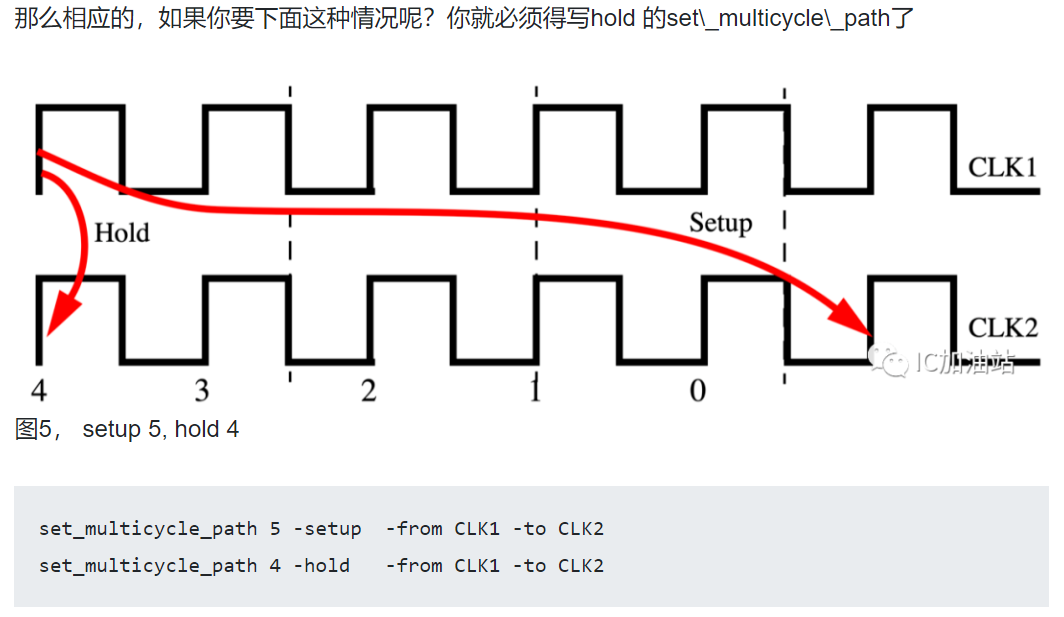 那么相应的，如果你要下面这种情况呢？你就必须得写hold 的set\_multicycle\_path了
CLK1
Hold
Setup
CLK2
IC加油站
4 3 2 1 0
图5， setup 5, hold 4
set_multicycle_path 5 -setup  -from CLK1 -to CLK2
set_multicycle_path 4 -hold   -from CLK1 -to CLK2